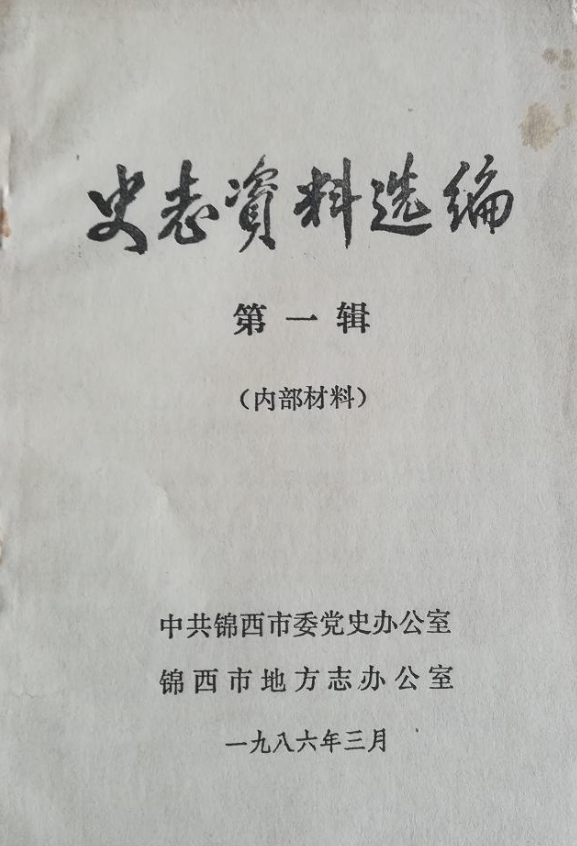 史志資料选编
第一辑
（内部材料）
中共锦西市委党史办公室
锦西市地方志办公室
一九八六年三月